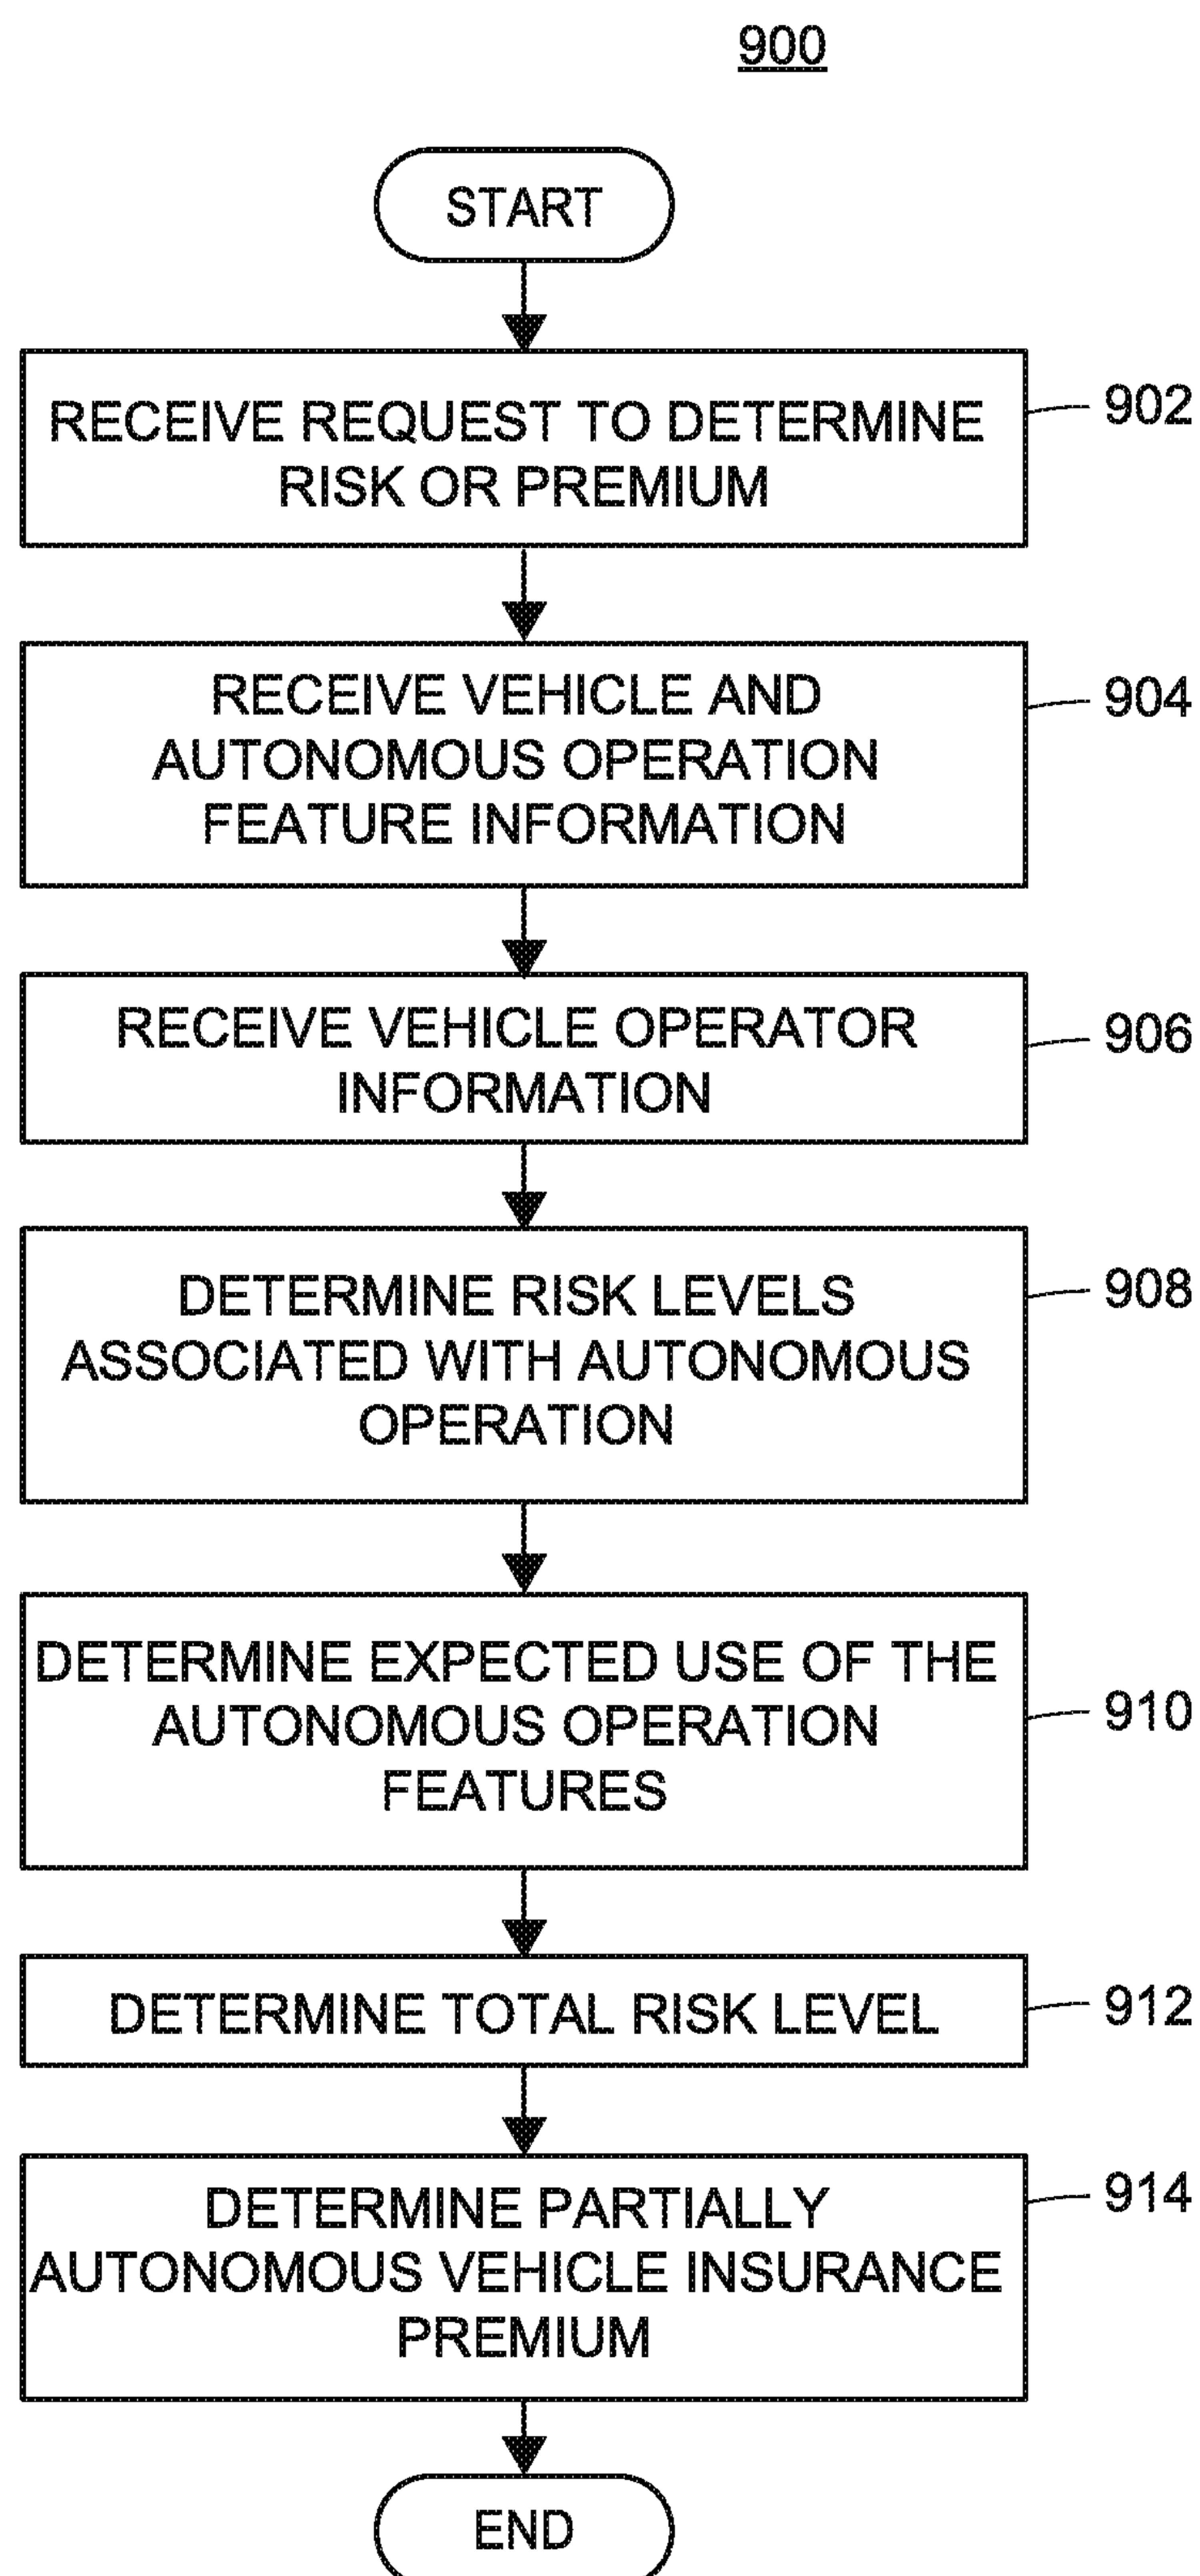 900
START
RECEIVE REQUEST TO DETERMINE
RISK OR PREMIUM
902
RECEIVE VEHICLE AND
AUTONOMOUS OPERATION
FEATURE INFORMATION
904
RECEIVE VEHICLE OPERATOR
INFORMATION
906
DETERMINE RISK LEVELS
ASSOCIATED WITH AUTONOMOUS
OPERATION
908
DETERMINE EXPECTED USE OF THE
AUTONOMOUS OPERATION
FEATURES
910
DETERMINE TOTAL RISK LEVEL
912
DETERMINE PARTIALLY
AUTONOMOUS VEHICLE INSURANCE
PREMIUM
914
END